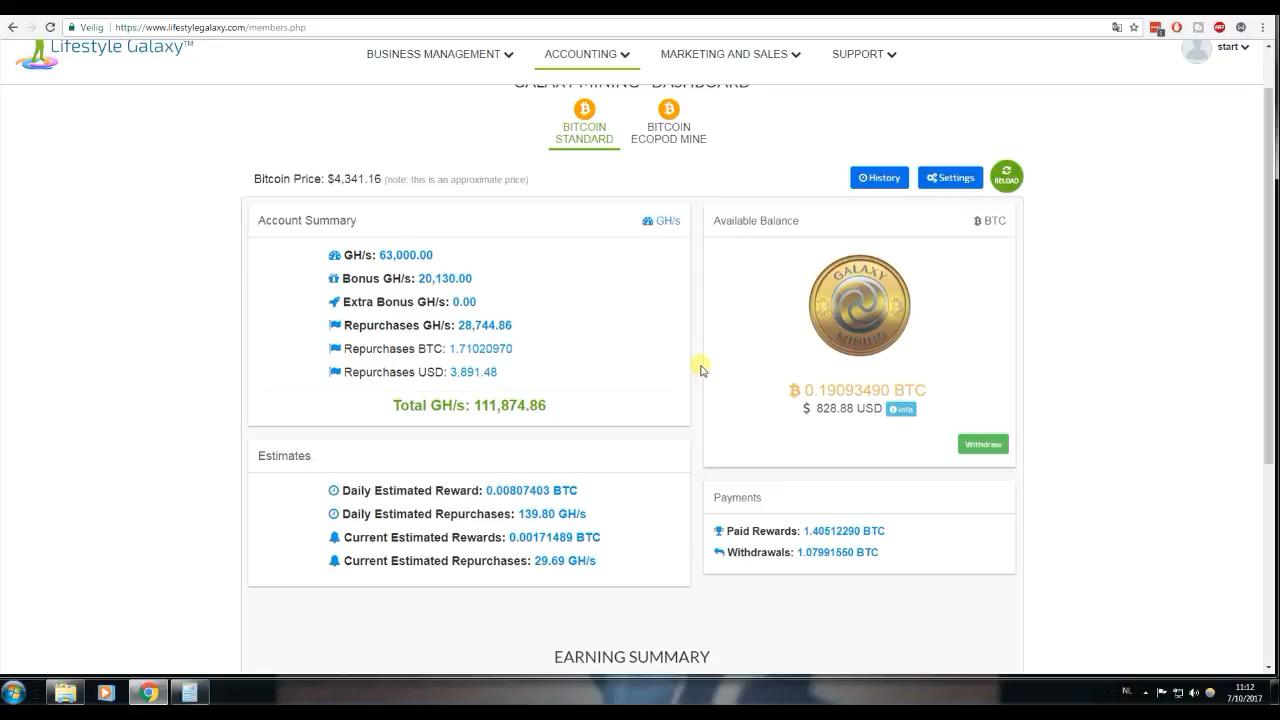 Veilig https://www.lifestylegalaxy.com/members.php
Lifestyle Galaxy™
BUSINESS MANAGEMENT ACCOUNTING MARKETING AND SALES SUPPORT start
GALAXY MINING - DASHBOARD
BITCOIN STANDARD
BITCOIN ECOPOD MINE
Bitcoin Price: $4,341.16 (note: this is an approximate price)
History Settings RELOAD
Account Summary GH/s
GH/s: 63,000.00
Bonus GH/s: 20,130.00
Extra Bonus GH/s: 0.00
Repurchases GH/s: 28,744.86
Repurchases BTC: 1.71020970
Repurchases USD: 3,891.48
Total GH/s: 111,874.86
Available Balance BTC
GALAXY
MINING
0.19093490 BTC
$ 828.88 USD info
Withdraw
Estimates
Daily Estimated Reward: 0.00807403 BTC
Daily Estimated Repurchases: 139.80 GH/s
Current Estimated Rewards: 0.00171489 BTC
Current Estimated Repurchases: 29.69 GH/s
Payments
Paid Rewards: 1.40512290 BTC
Withdrawals: 1.07991550 BTC
EARNING SUMMARY
NL
11:12
7/10/2017